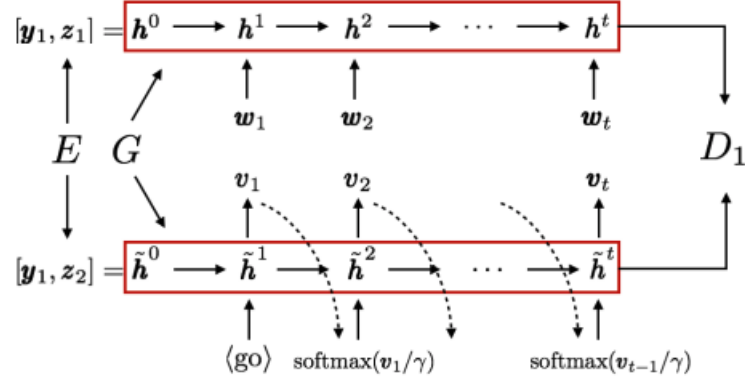 [y₁, z₁] = h⁰ → h¹ → h² → ⋯ → hᵗ
w₁ w₂ wₜ
E G D₁
v₁ v₂ vₜ
[y₁, z₂] = h̃⁰ → h̃¹ → h̃² → ⋯ → h̃ᵗ
⟨go⟩ softmax(v₁/γ) softmax(vₜ₋₁/γ)